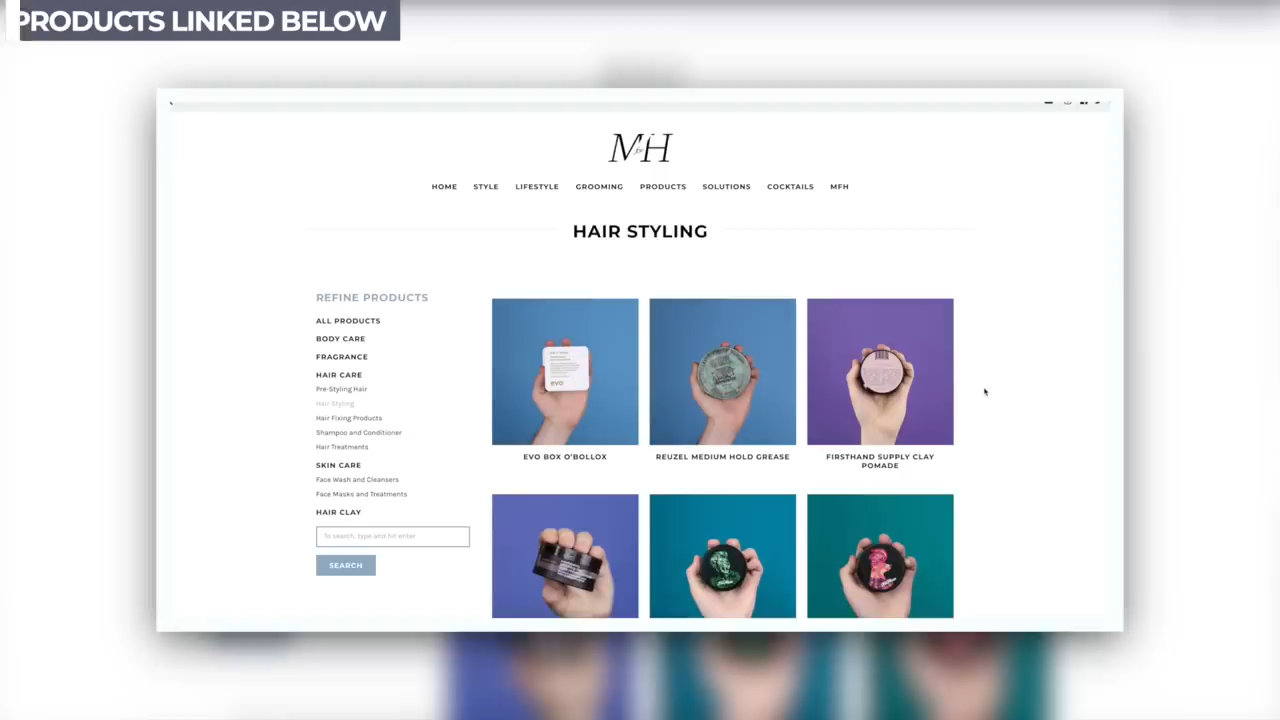 PRODUCTS LINKED BELOW
M for H
HOME STYLE LIFESTYLE GROOMING PRODUCTS SOLUTIONS COCKTAILS MFH
HAIR STYLING
REFINE PRODUCTS
ALL PRODUCTS
BODY CARE
FRAGRANCE
HAIR CARE
Pre-Styling Hair
Hair Styling
Hair Fixing Products
Shampoo and Conditioner
Hair Treatments
SKIN CARE
Face Wash and Cleansers
Face Masks and Treatments
HAIR CLAY
To search, type and hit enter
SEARCH
evo
EVO BOX O'BOLLOX
REUZEL MEDIUM HOLD GREASE
FIRSTHAND SUPPLY CLAY
POMADE